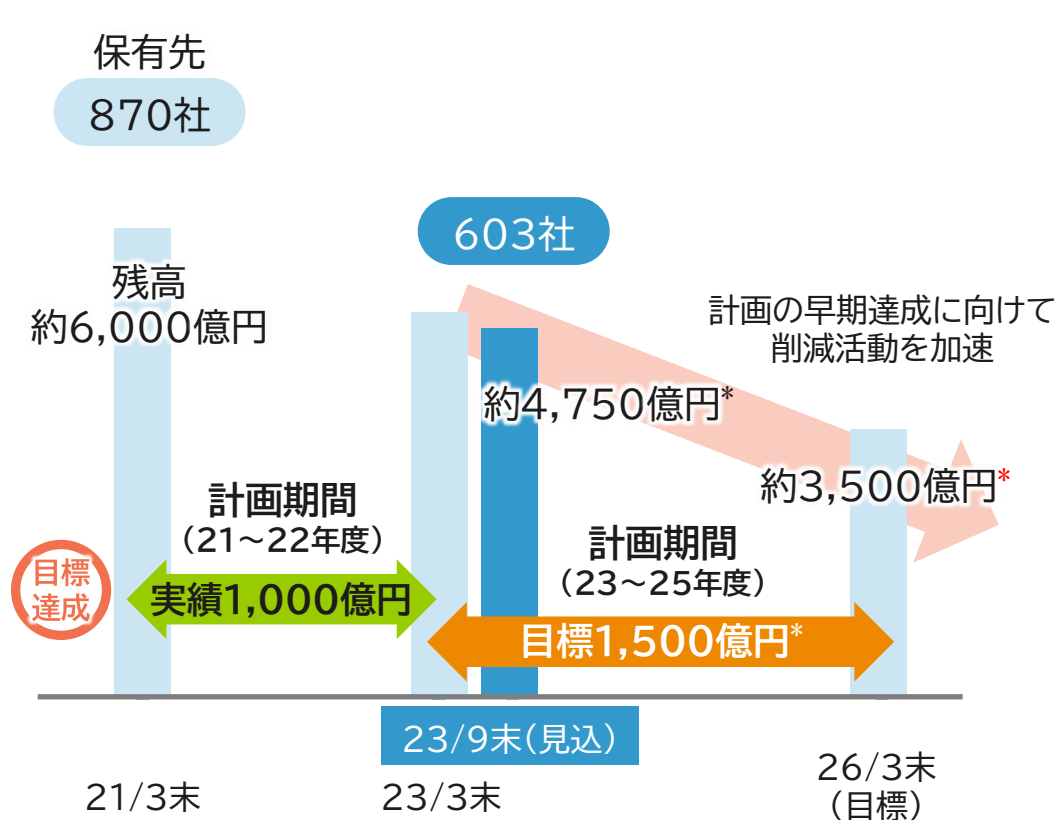 保有先
870社
603社
残高
約6,000億円
計画の早期達成に向けて
削減活動を加速
約4,750億円*
約3,500億円*
計画期間
(21～22年度)
計画期間
(23～25年度)
目標
達成
実績1,000億円
目標1,500億円*
23/9末(見込)
21/3末
23/3末
26/3末
(目標)